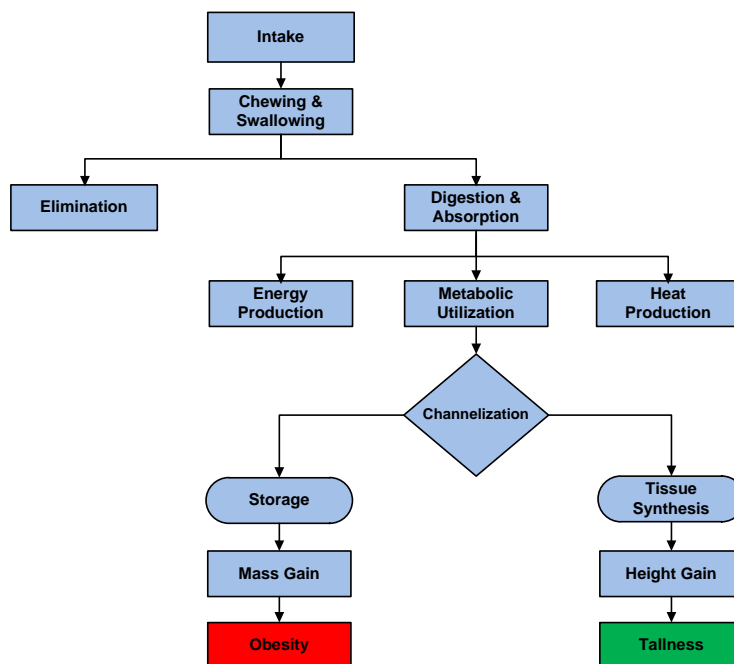 Intake
Chewing &
Swallowing
Elimination
Digestion &
Absorption
Energy
Production
Metabolic
Utilization
Heat
Production
Channelization
Storage
Tissue
Synthesis
Mass Gain
Height Gain
Obesity
Tallness